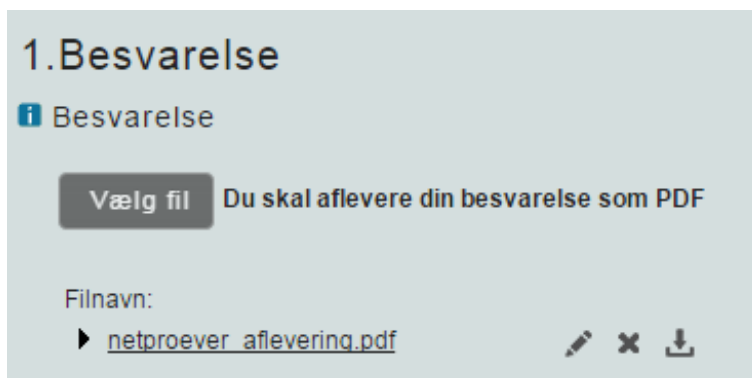 1.Besvarelse
Besvarelse
Vælg fil Du skal aflevere din besvarelse som PDF
Filnavn:
netproever_aflevering.pdf